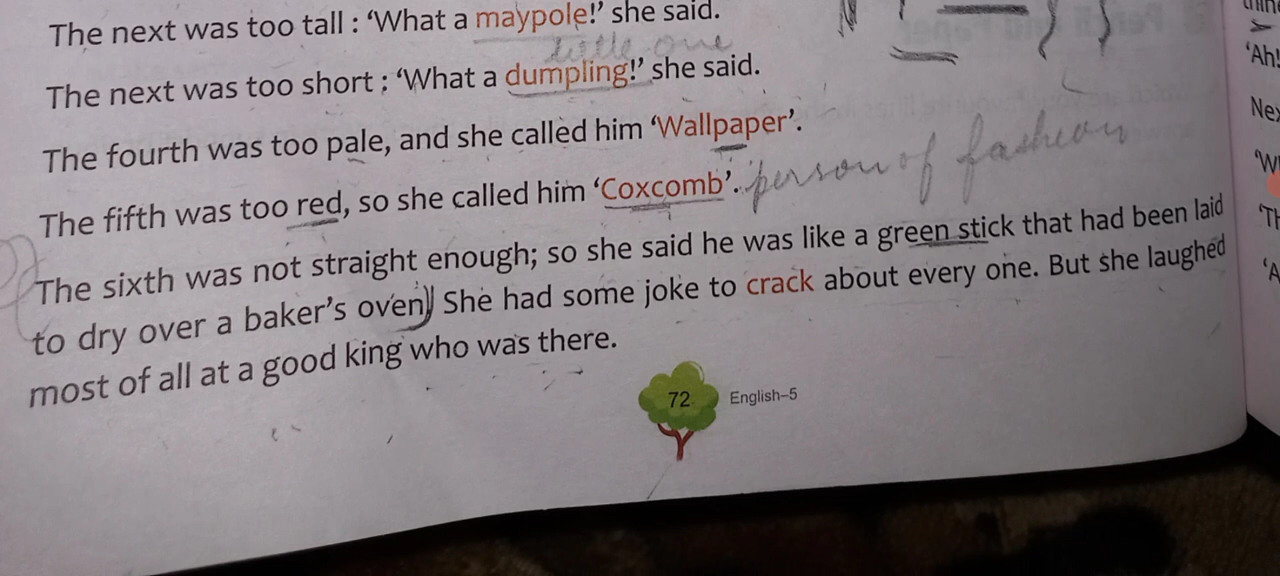 The next was too tall : ‘What a maypole!’ she said.
little one
The next was too short : ‘What a dumpling!’ she said.
The fourth was too pale, and she called him ‘Wallpaper’.
The fifth was too red, so she called him ‘Coxcomb’. person of fashion
The sixth was not straight enough; so she said he was like a green stick that had been laid
to dry over a baker’s oven. She had some joke to crack about every one. But she laughed
most of all at a good king who was there.
72 English–5
‘Ah!